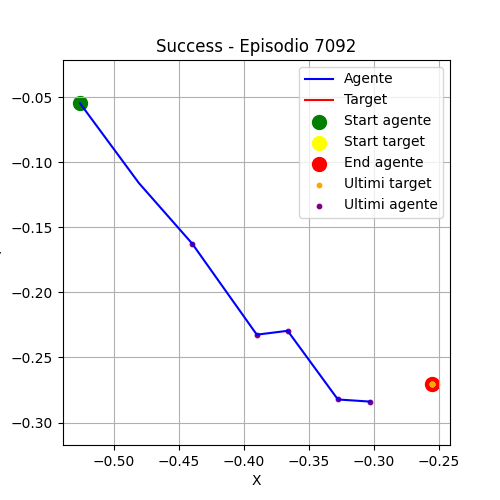 Success - Episodio 7092
Agente
Target
Start agente
Start target
End agente
Ultimi target
Ultimi agente
−0.05
−0.10
−0.15
−0.20
−0.25
−0.30
−0.50 −0.45 −0.40 −0.35 −0.30 −0.25
X